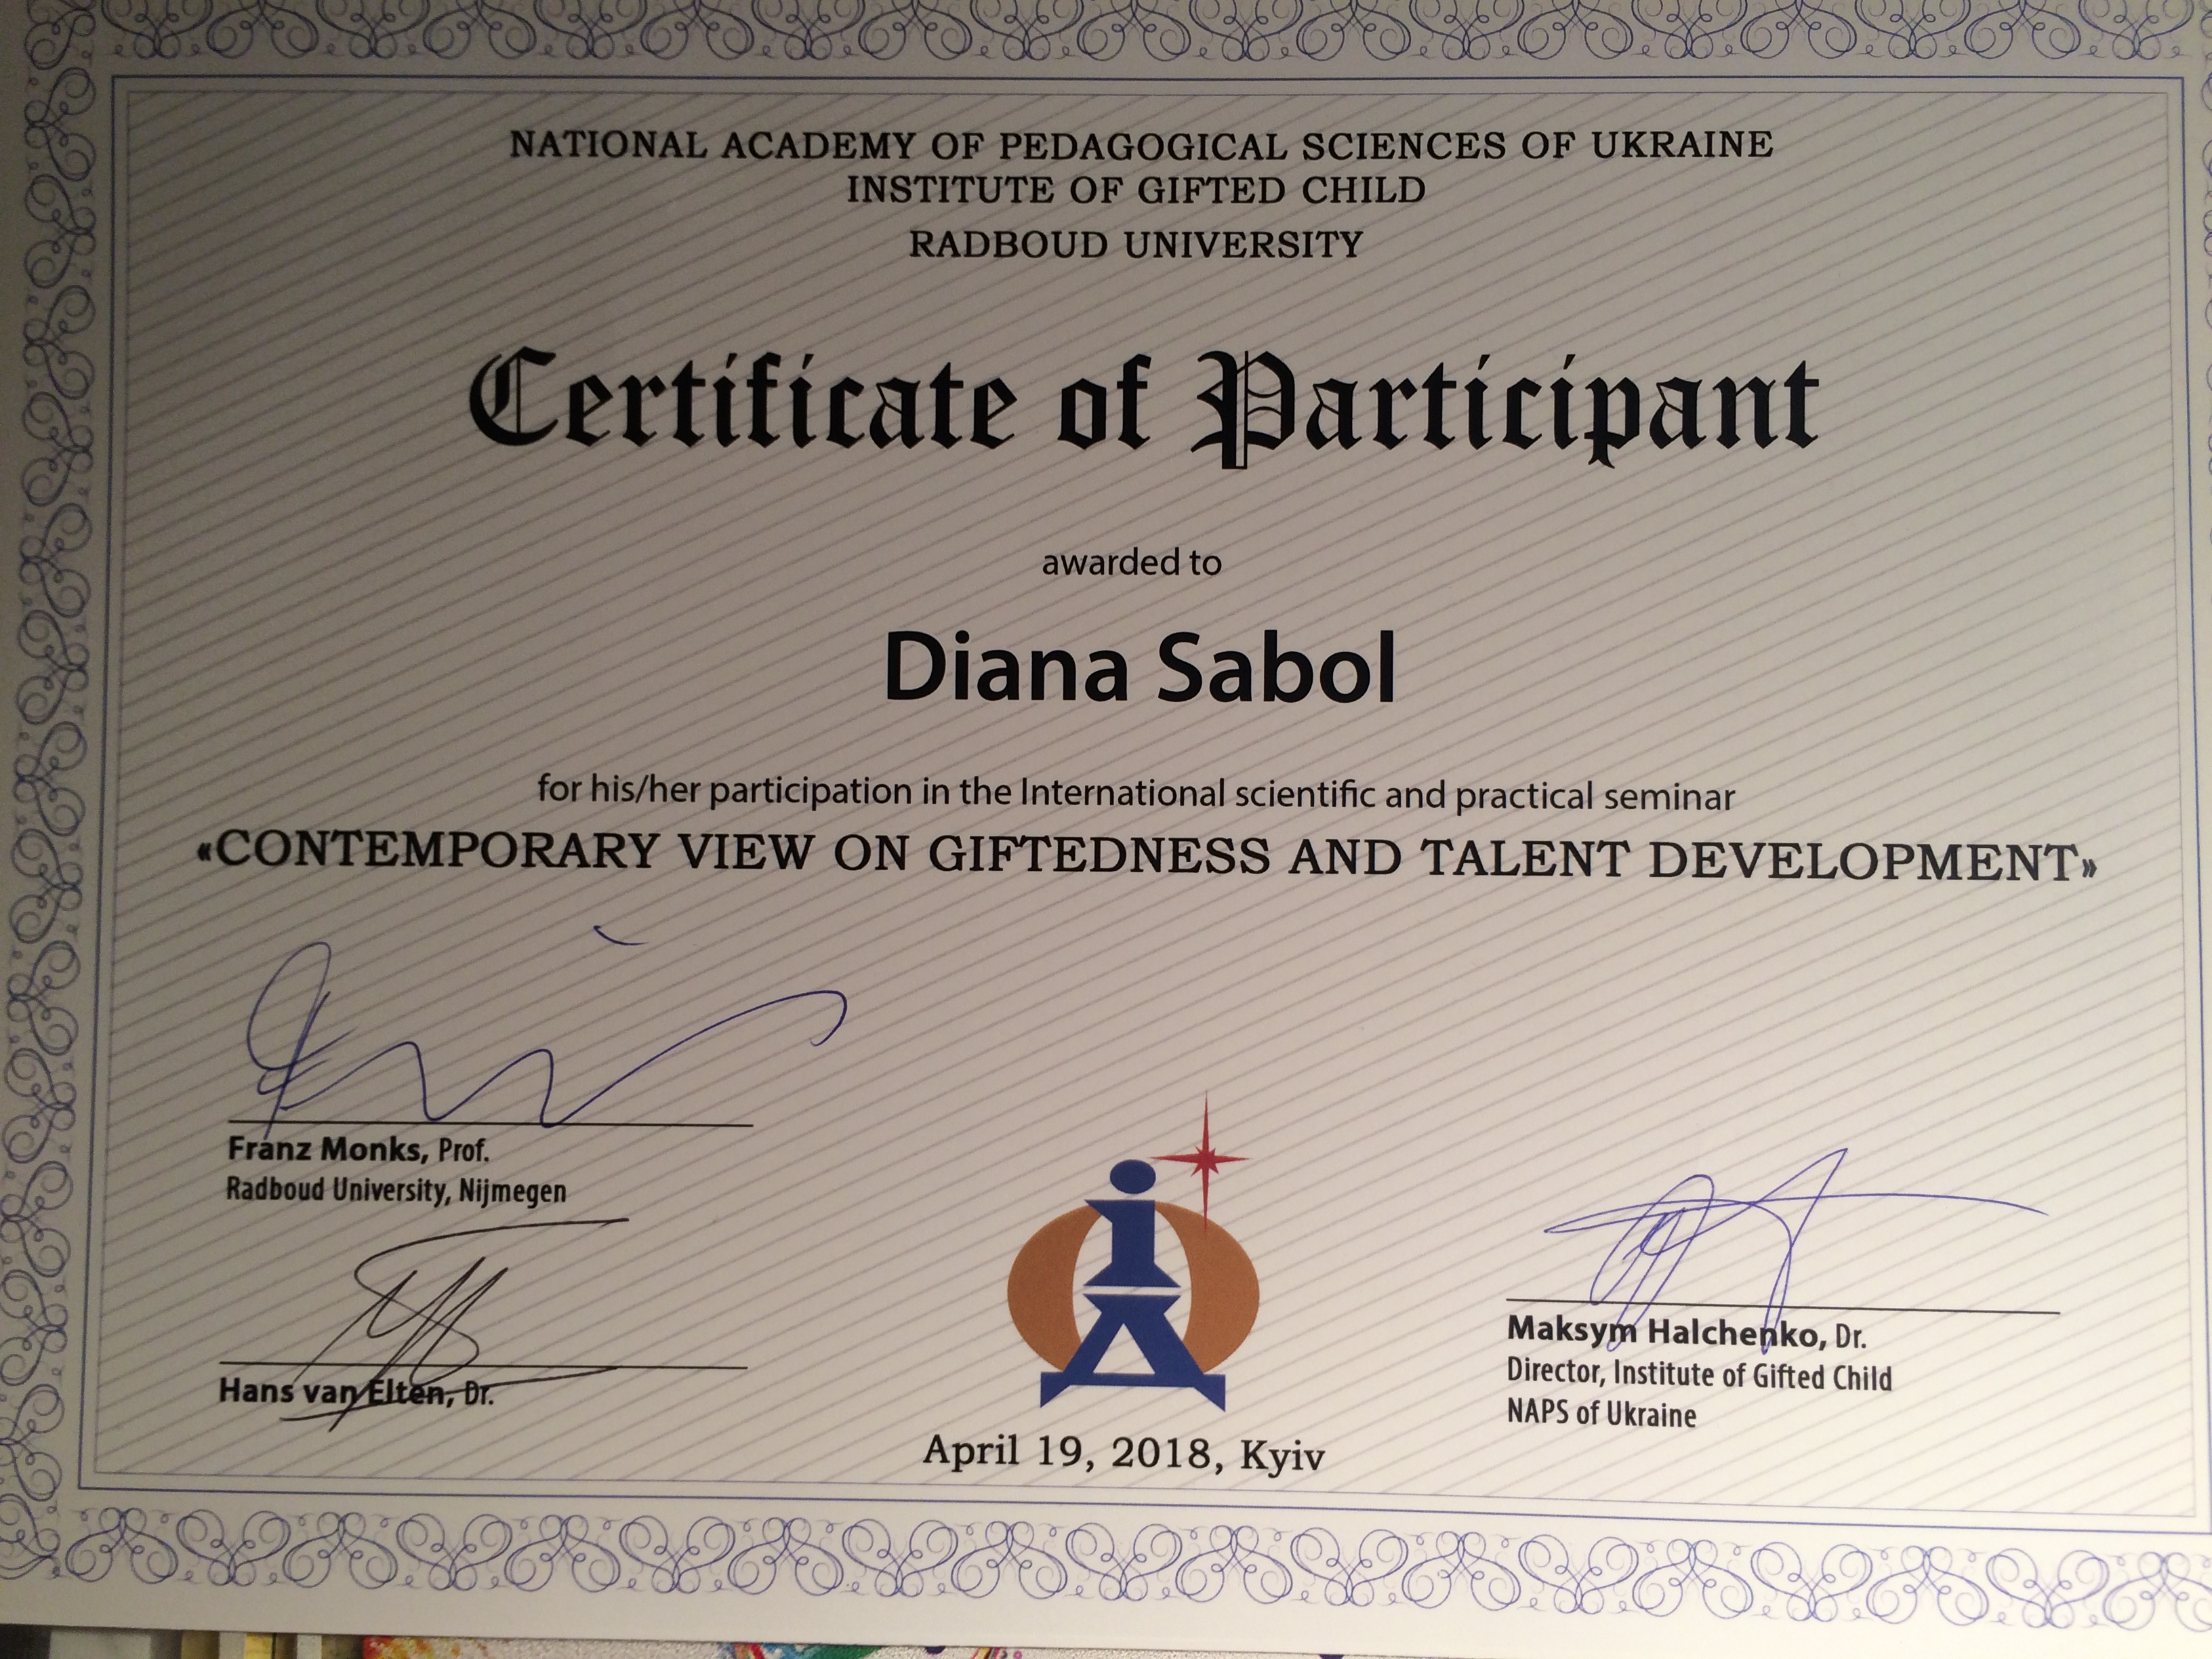 NATIONAL ACADEMY OF PEDAGOGICAL SCIENCES OF UKRAINE
INSTITUTE OF GIFTED CHILD
RADBOUD UNIVERSITY
Certificate of Participant
awarded to
Diana Sabol
for his/her participation in the International scientific and practical seminar
«CONTEMPORARY VIEW ON GIFTEDNESS AND TALENT DEVELOPMENT»
Franz Monks, Prof.
Radboud University, Nijmegen
Hans van Elten, Dr.
Maksym Halchenko, Dr.
Director, Institute of Gifted Child
NAPS of Ukraine
April 19, 2018, Kyiv